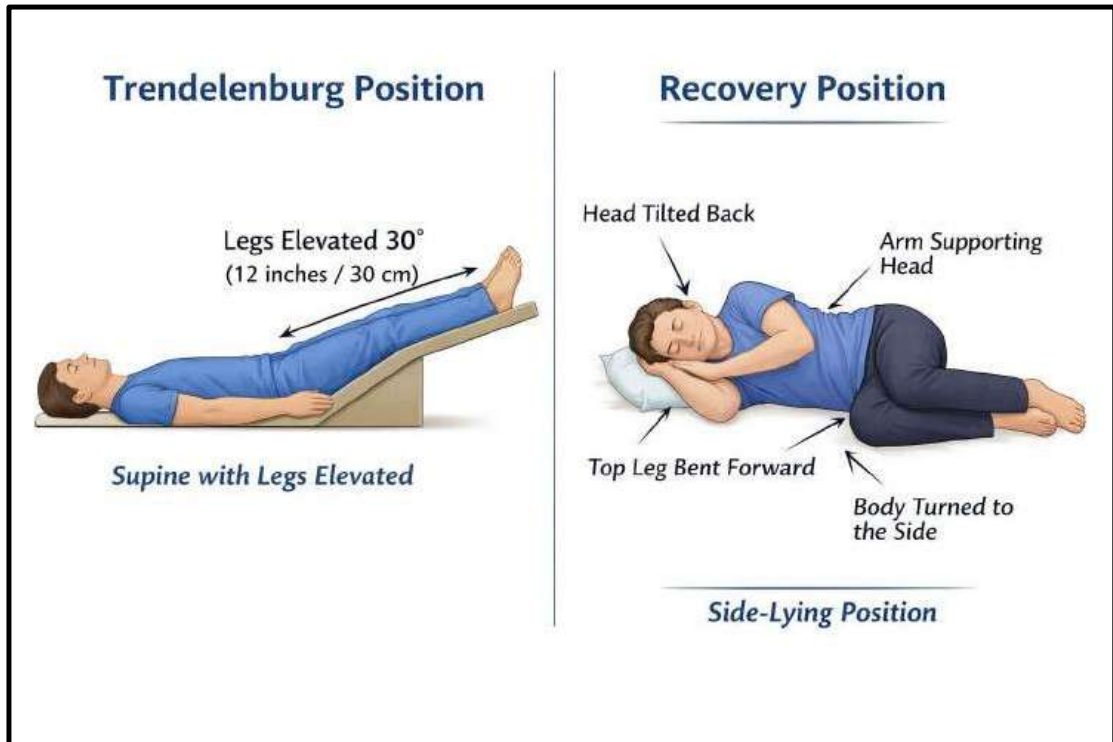 Trendelenburg Position
Legs Elevated 30°
(12 inches / 30 cm)
Supine with Legs Elevated
Recovery Position
Head Tilted Back
Arm Supporting
Head
Top Leg Bent Forward
Body Turned to
the Side
Side-Lying Position